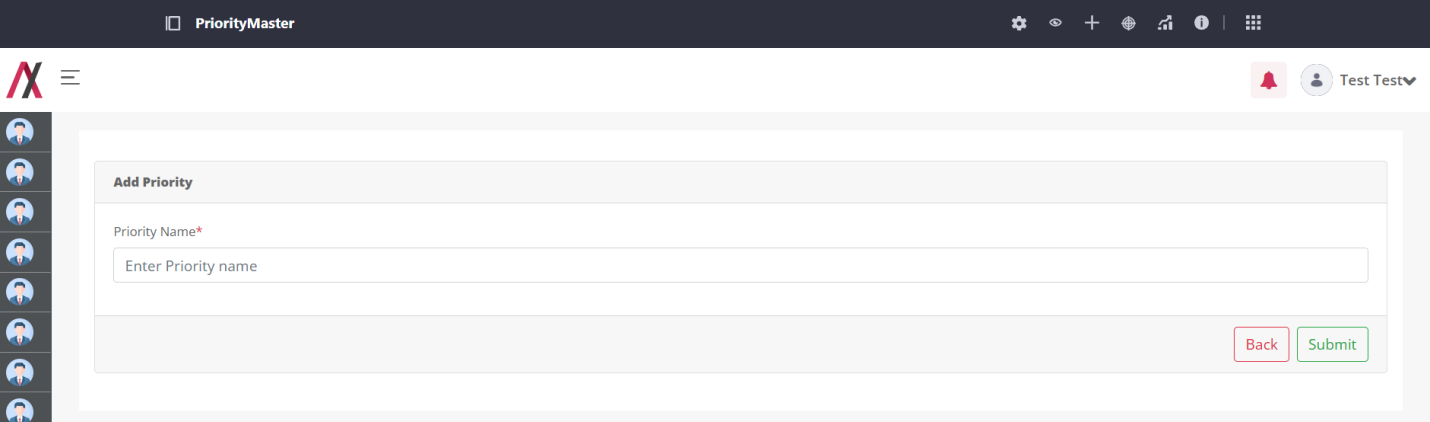 PriorityMaster
Test Test
Add Priority
Priority Name*
Enter Priority name
Back Submit